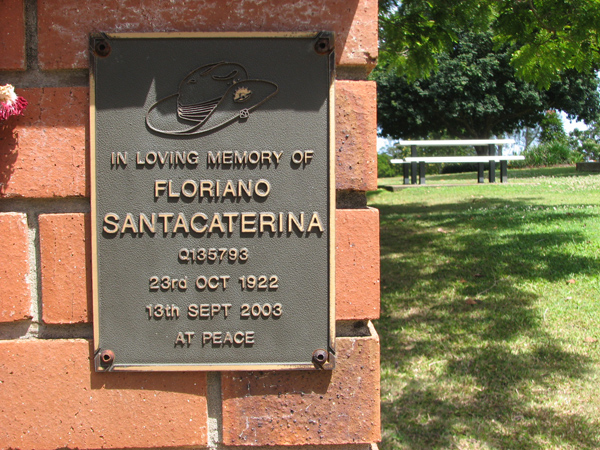 IN LOVING MEMORY OF
FLORIANO
SANTACATERINA
Q135793
23rd OCT 1922
13th SEPT 2003
AT PEACE